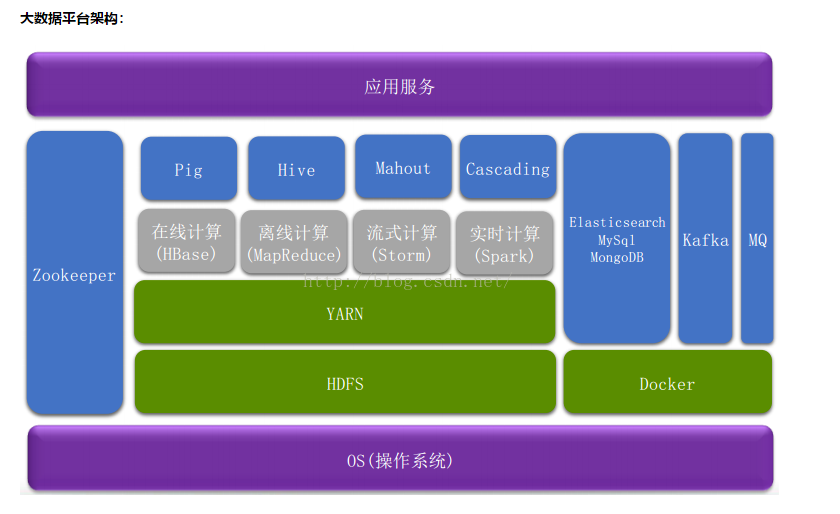 大数据平台架构:
应用服务
Zookeeper
Pig
Hive
Mahout
Cascading
在线计算
(HBase)
离线计算
(MapReduce)
流式计算
(Storm)
实时计算
(Spark)
http://blog.csdn.net/
YARN
HDFS
Elasticsearch
MySql
MongoDB
Kafka
MQ
Docker
OS(操作系统)